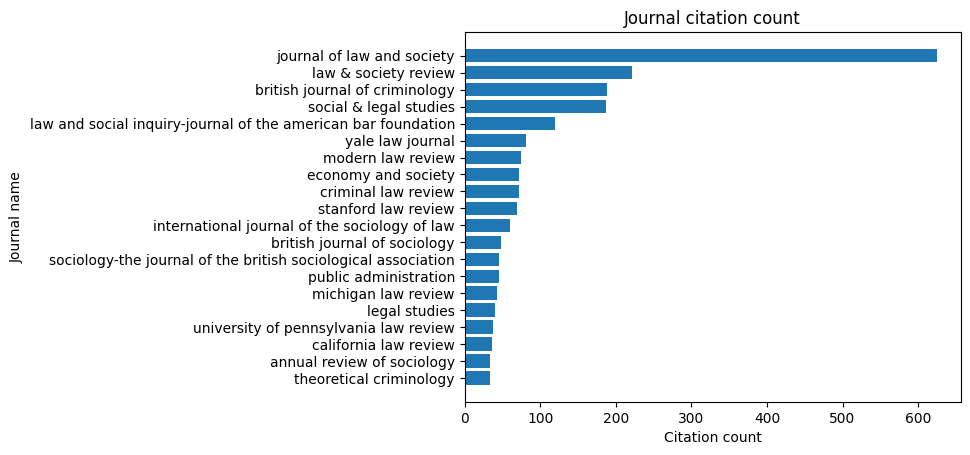 Journal citation count
Journal name
journal of law and society
law & society review
british journal of criminology
social & legal studies
law and social inquiry-journal of the american bar foundation
yale law journal
modern law review
economy and society
criminal law review
stanford law review
international journal of the sociology of law
british journal of sociology
sociology-the journal of the british sociological association
public administration
michigan law review
legal studies
university of pennsylvania law review
california law review
annual review of sociology
theoretical criminology
0 100 200 300 400 500 600
Citation count